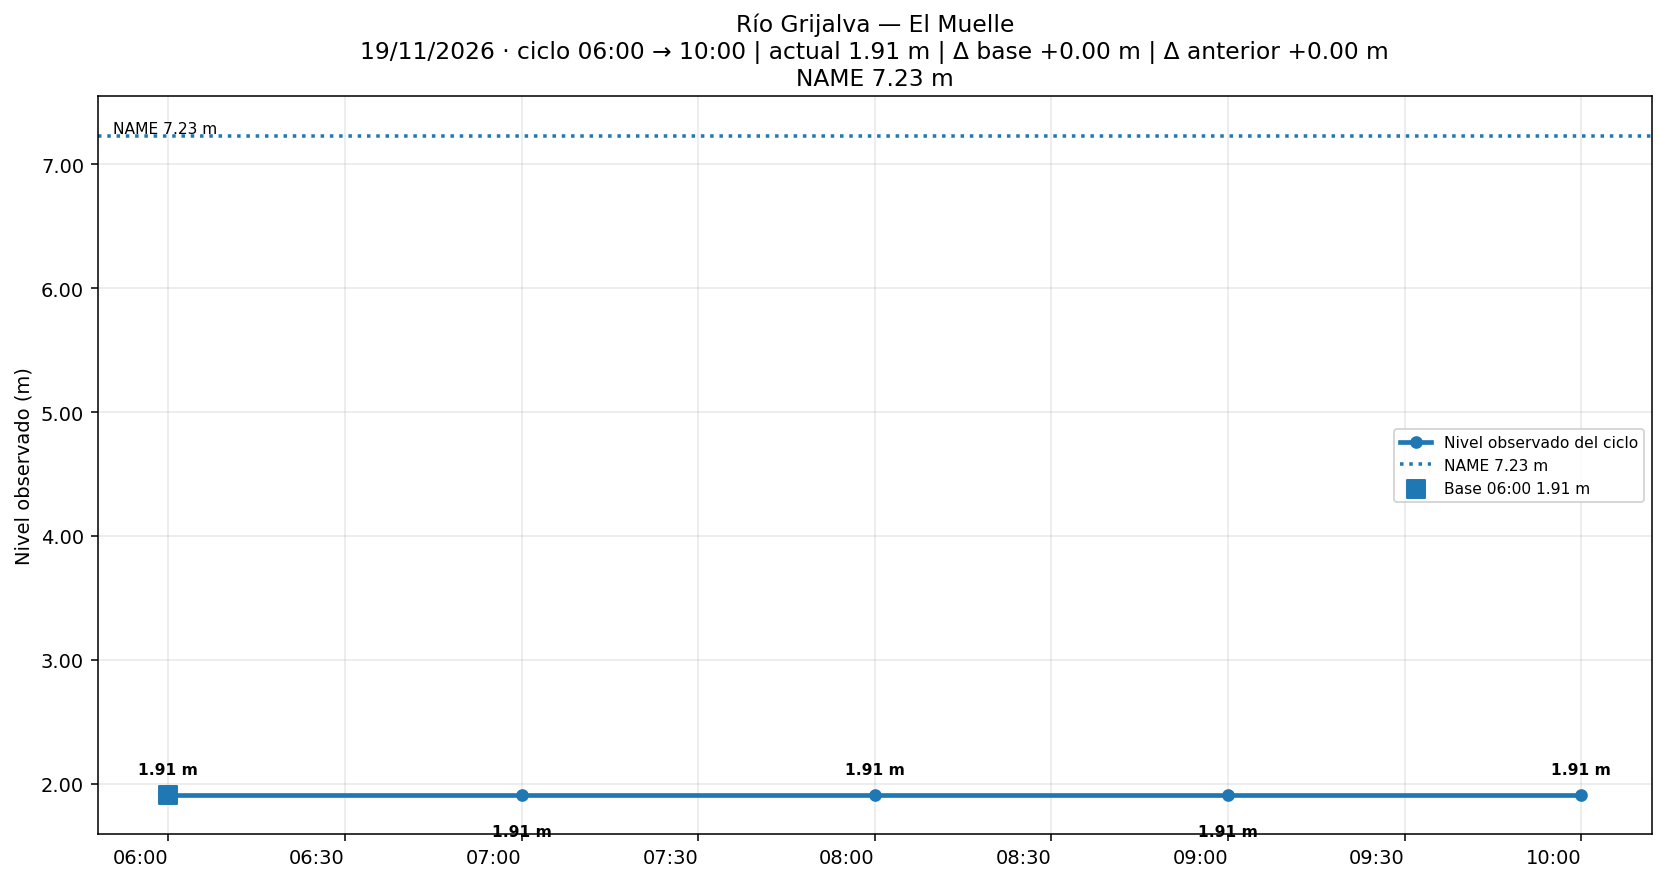 Río Grijalva — El Muelle
19/11/2026 · ciclo 06:00 → 10:00 | actual 1.91 m | Δ base +0.00 m | Δ anterior +0.00 m
NAME 7.23 m
NAME 7.23 m
7.00
6.00
5.00
4.00
3.00
2.00
Nivel observado (m)
Nivel observado del ciclo
NAME 7.23 m
Base 06:00 1.91 m
1.91 m
1.91 m
1.91 m
1.91 m
1.91 m
06:00
06:30
07:00
07:30
08:00
08:30
09:00
09:30
10:00